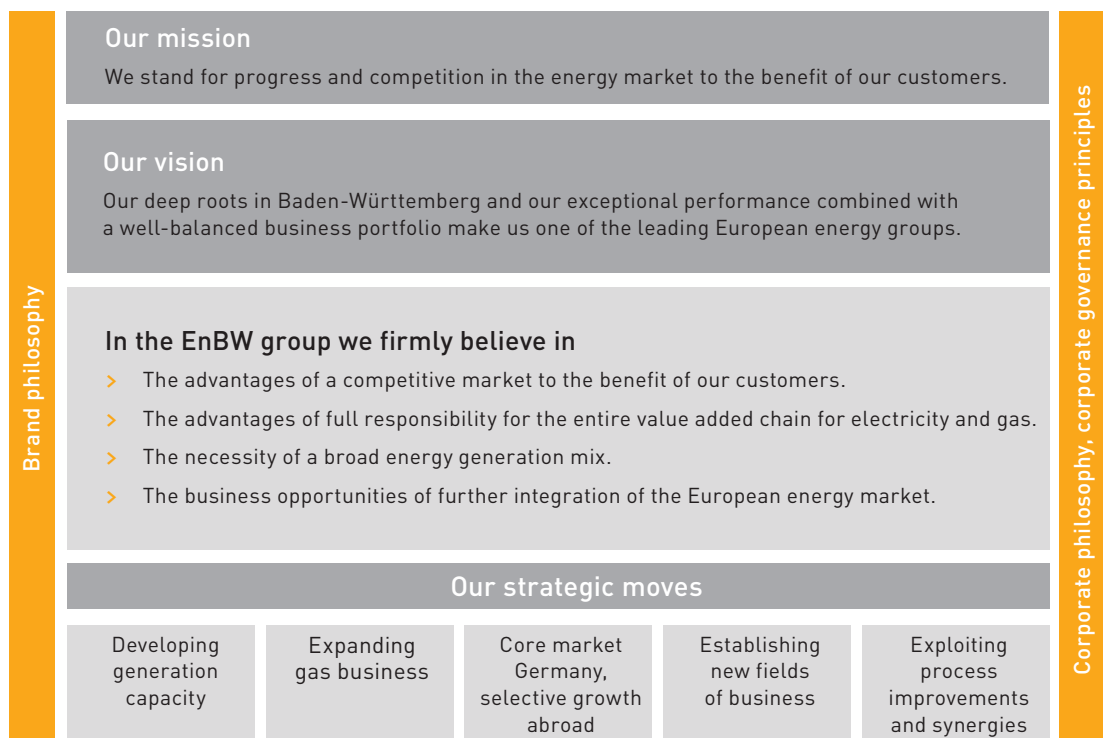 Brand philosophy
Our mission
We stand for progress and competition in the energy market to the benefit of our customers.
Our vision
Our deep roots in Baden-Württemberg and our exceptional performance combined with
a well-balanced business portfolio make us one of the leading European energy groups.
In the EnBW group we firmly believe in
> The advantages of a competitive market to the benefit of our customers.
> The advantages of full responsibility for the entire value added chain for electricity and gas.
> The necessity of a broad energy generation mix.
> The business opportunities of further integration of the European energy market.
Our strategic moves
Developing
generation
capacity
Expanding
gas business
Core market
Germany,
selective growth
abroad
Establishing
new fields
of business
Exploiting
process
improvements
and synergies
Corporate philosophy, corporate governance principles